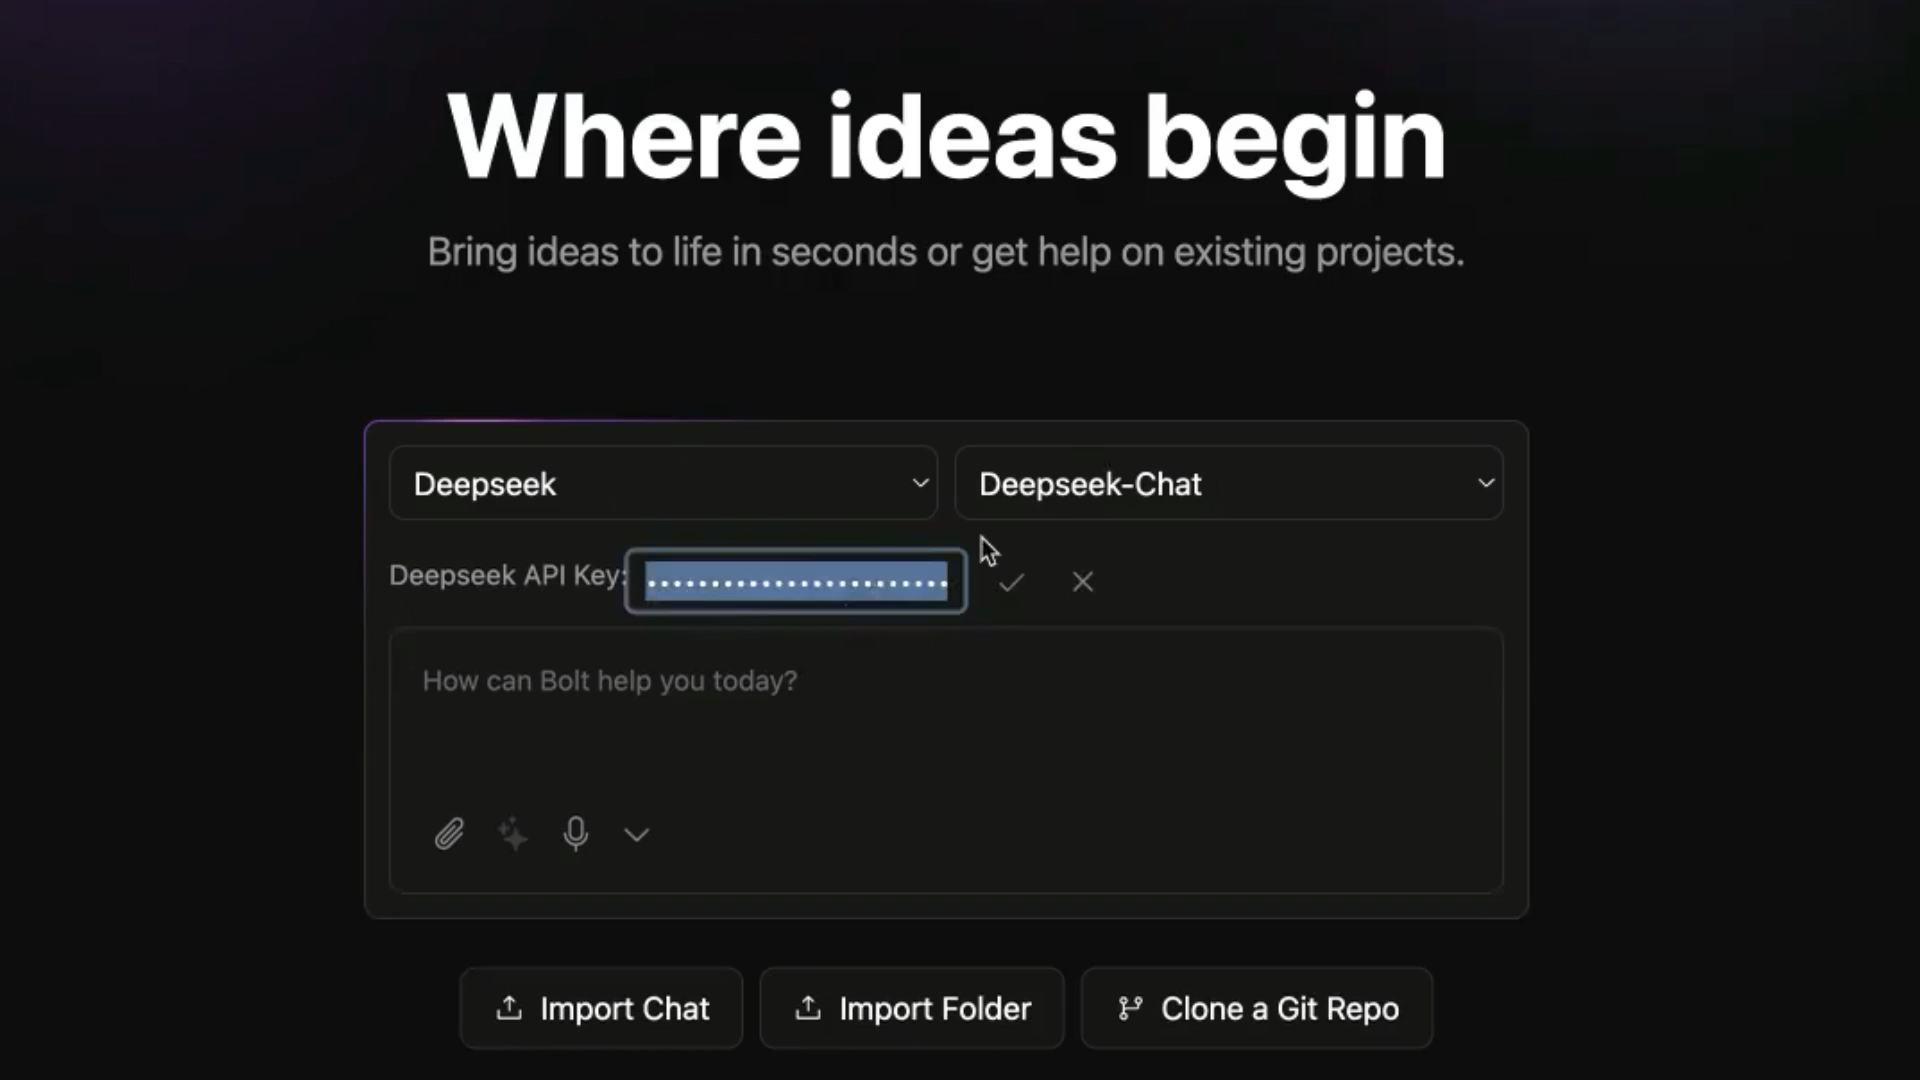 Where ideas begin
Bring ideas to life in seconds or get help on existing projects.
Deepseek
Deepseek-Chat
Deepseek API Key:
How can Bolt help you today?
Import Chat
Import Folder
Clone a Git Repo